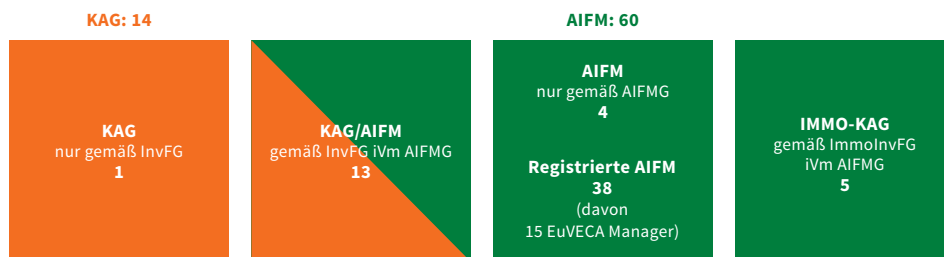 KAG: 14
AIFM: 60
KAG
nur gemäß InvFG
1
KAG/AIFM
gemäß InvFG iVm AIFMG
13
AIFM
nur gemäß AIFMG
4
Registrierte AIFM
38
(davon
15 EuVECA Manager)
IMMO-KAG
gemäß ImmoInvFG
iVm AIFMG
5